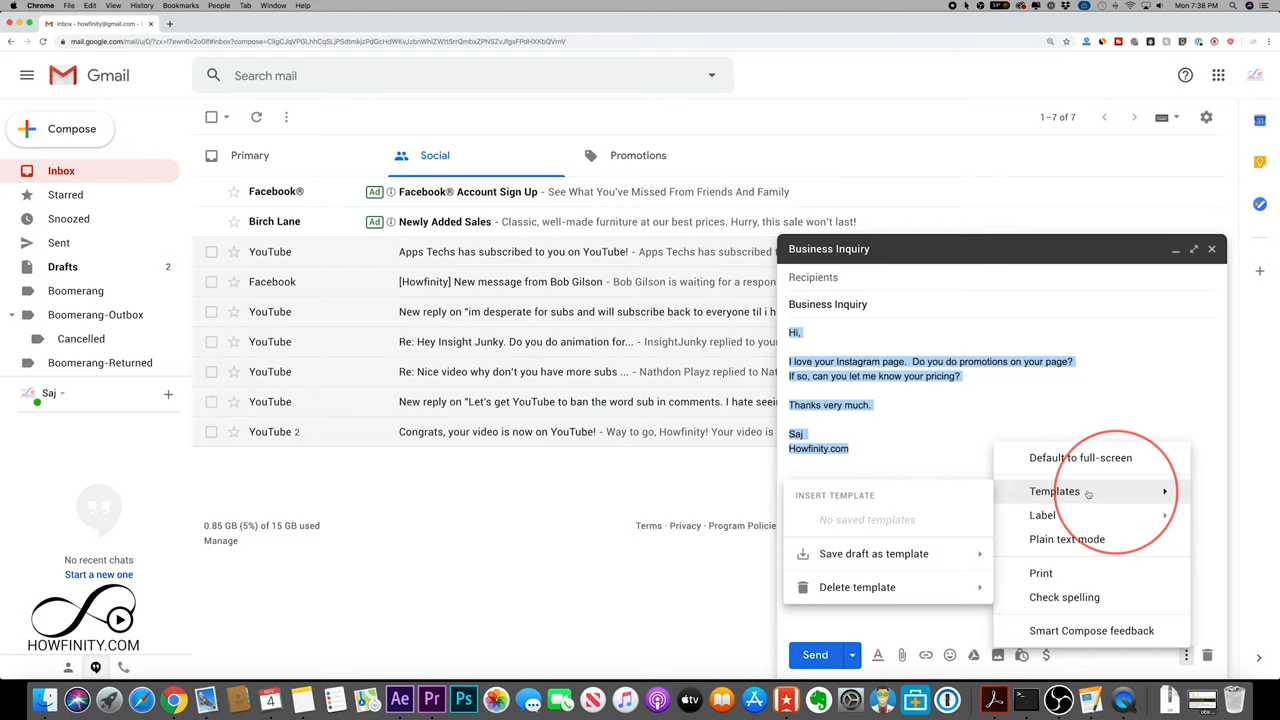 Chrome File Edit View History Bookmarks People Tab Window Help
Mon 7:38 PM
Inbox - howfinity@gmail.com
Gmail
Search mail
Compose
1–7 of 7
Primary
Social
Promotions
Inbox
Starred
Snoozed
Sent
Drafts 2
Boomerang
Boomerang-Outbox
Cancelled
Boomerang-Returned
Saj
Facebook® Ad Facebook® Account Sign Up - See What You've Missed From Friends And Family
Birch Lane Ad Newly Added Sales - Classic, well-made furniture at our best prices. Hurry, this sale won't last!
YouTube Apps Techs has subscribed to you on YouTube! - Apps Techs has subscribed
Facebook [Howfinity] New message from Bob Gilson - Bob Gilson is waiting for a respon
YouTube New reply on "im desperate for subs and will subscribe back to everyone til i h
YouTube Re: Hey Insight Junky. Do you do animation for... - InsightJunky replied to
YouTube Re: Nice video why don't you have more subs ... - Nathdon Playz replied to Nat
YouTube New reply on "Let's get YouTube to ban the word sub in comments. I hate seein
YouTube 2 Congrats, your video is now on YouTube! - Way to go, Howfinity! Your video is
0.85 GB (5%) of 15 GB used
Manage
Terms - Privacy - Program Policie
No recent chats
Start a new one
HOWFINITY.COM
Business Inquiry
Recipients
Business Inquiry
Hi,
I love your Instagram page. Do you do promotions on your page?
If so, can you let me know your pricing?
Thanks very much.
Saj
Howfinity.com
INSERT TEMPLATE
No saved templates
Save draft as template
Delete template
Default to full-screen
Templates
Label
Plain text mode
Print
Check spelling
Smart Compose feedback
Send
NOV
4
Ae Pr Ps
tv